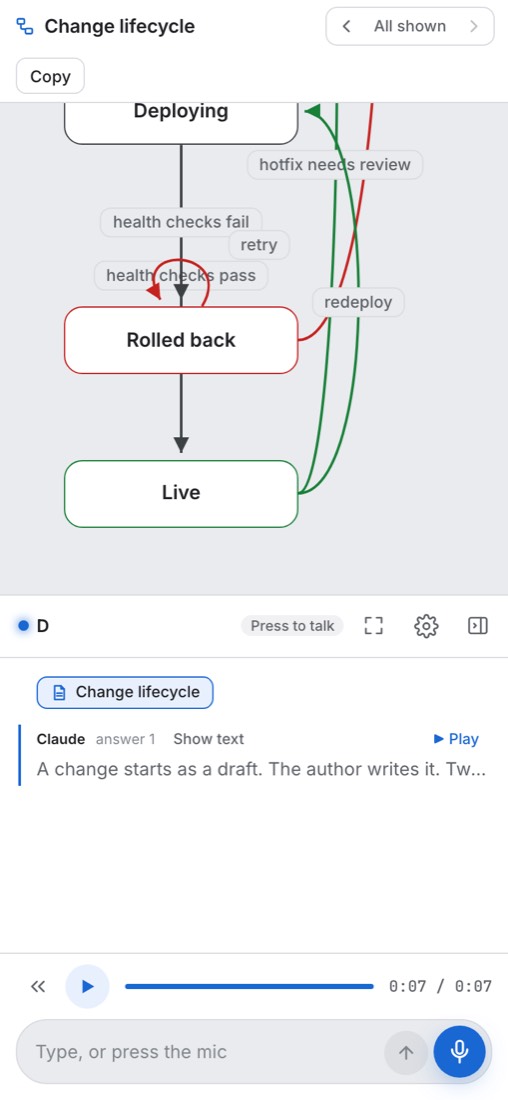 Change lifecycle
All shown
Copy
Deploying
hotfix needs review
health checks fail
retry
health checks pass
redeploy
Rolled back
Live
D
Press to talk
Change lifecycle
Claude answer 1 Show text
Play
A change starts as a draft. The author writes it. Tw...
0:07 / 0:07
Type, or press the mic